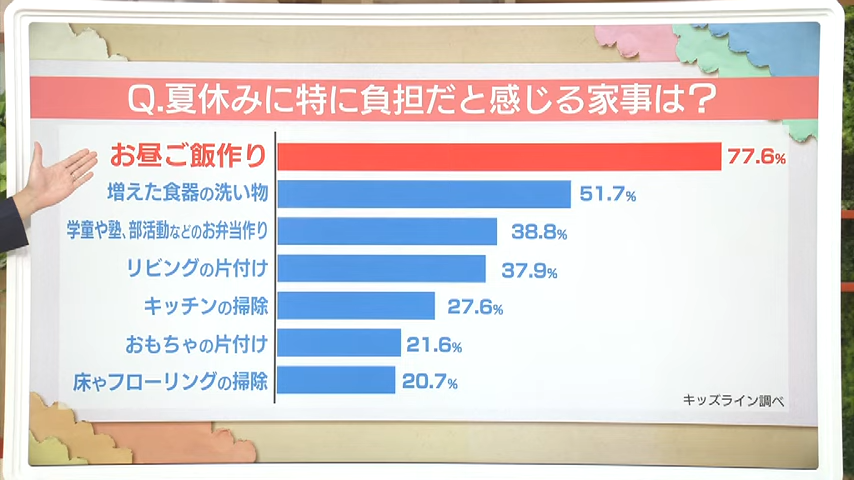 Q.夏休みに特に負担だと感じる家事は?
お昼ご飯作り 77.6%
増えた食器の洗い物 51.7%
学童や塾、部活動などのお弁当作り 38.8%
リビングの片付け 37.9%
キッチンの掃除 27.6%
おもちゃの片付け 21.6%
床やフローリングの掃除 20.7%
キッズライン調べ